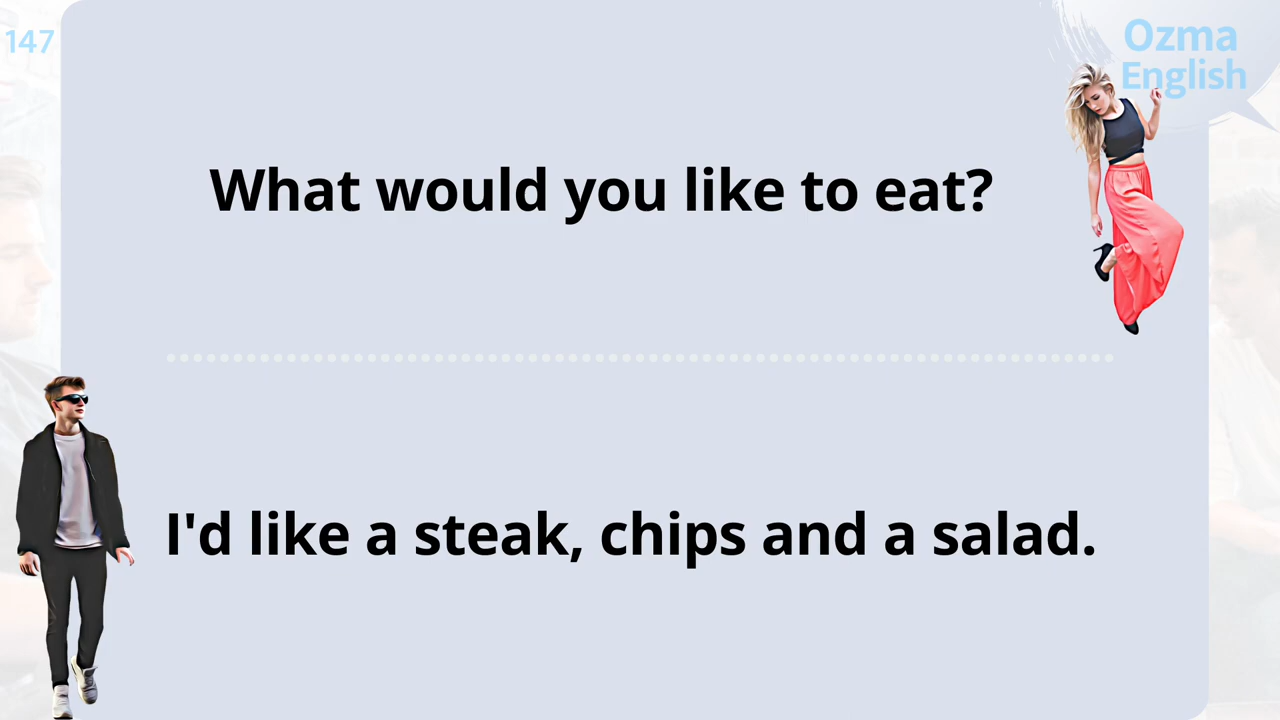 147
Ozma
English
What would you like to eat?
I'd like a steak, chips and a salad.